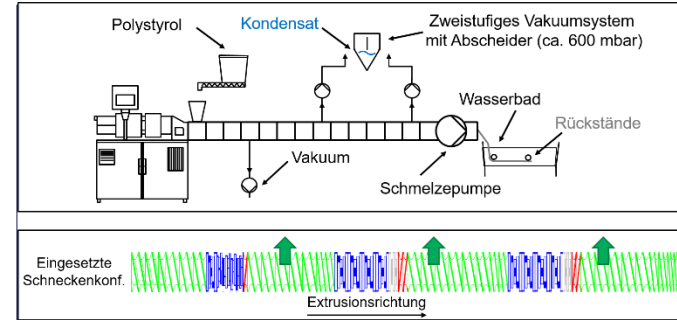 Polystyrol
Kondensat
Zweistufiges Vakuumsystem
mit Abscheider (ca. 600 mbar)
Wasserbad
Rückstände
Vakuum
Schmelzepumpe
Eingesetzte
Schneckenkonf.
Extrusionsrichtung